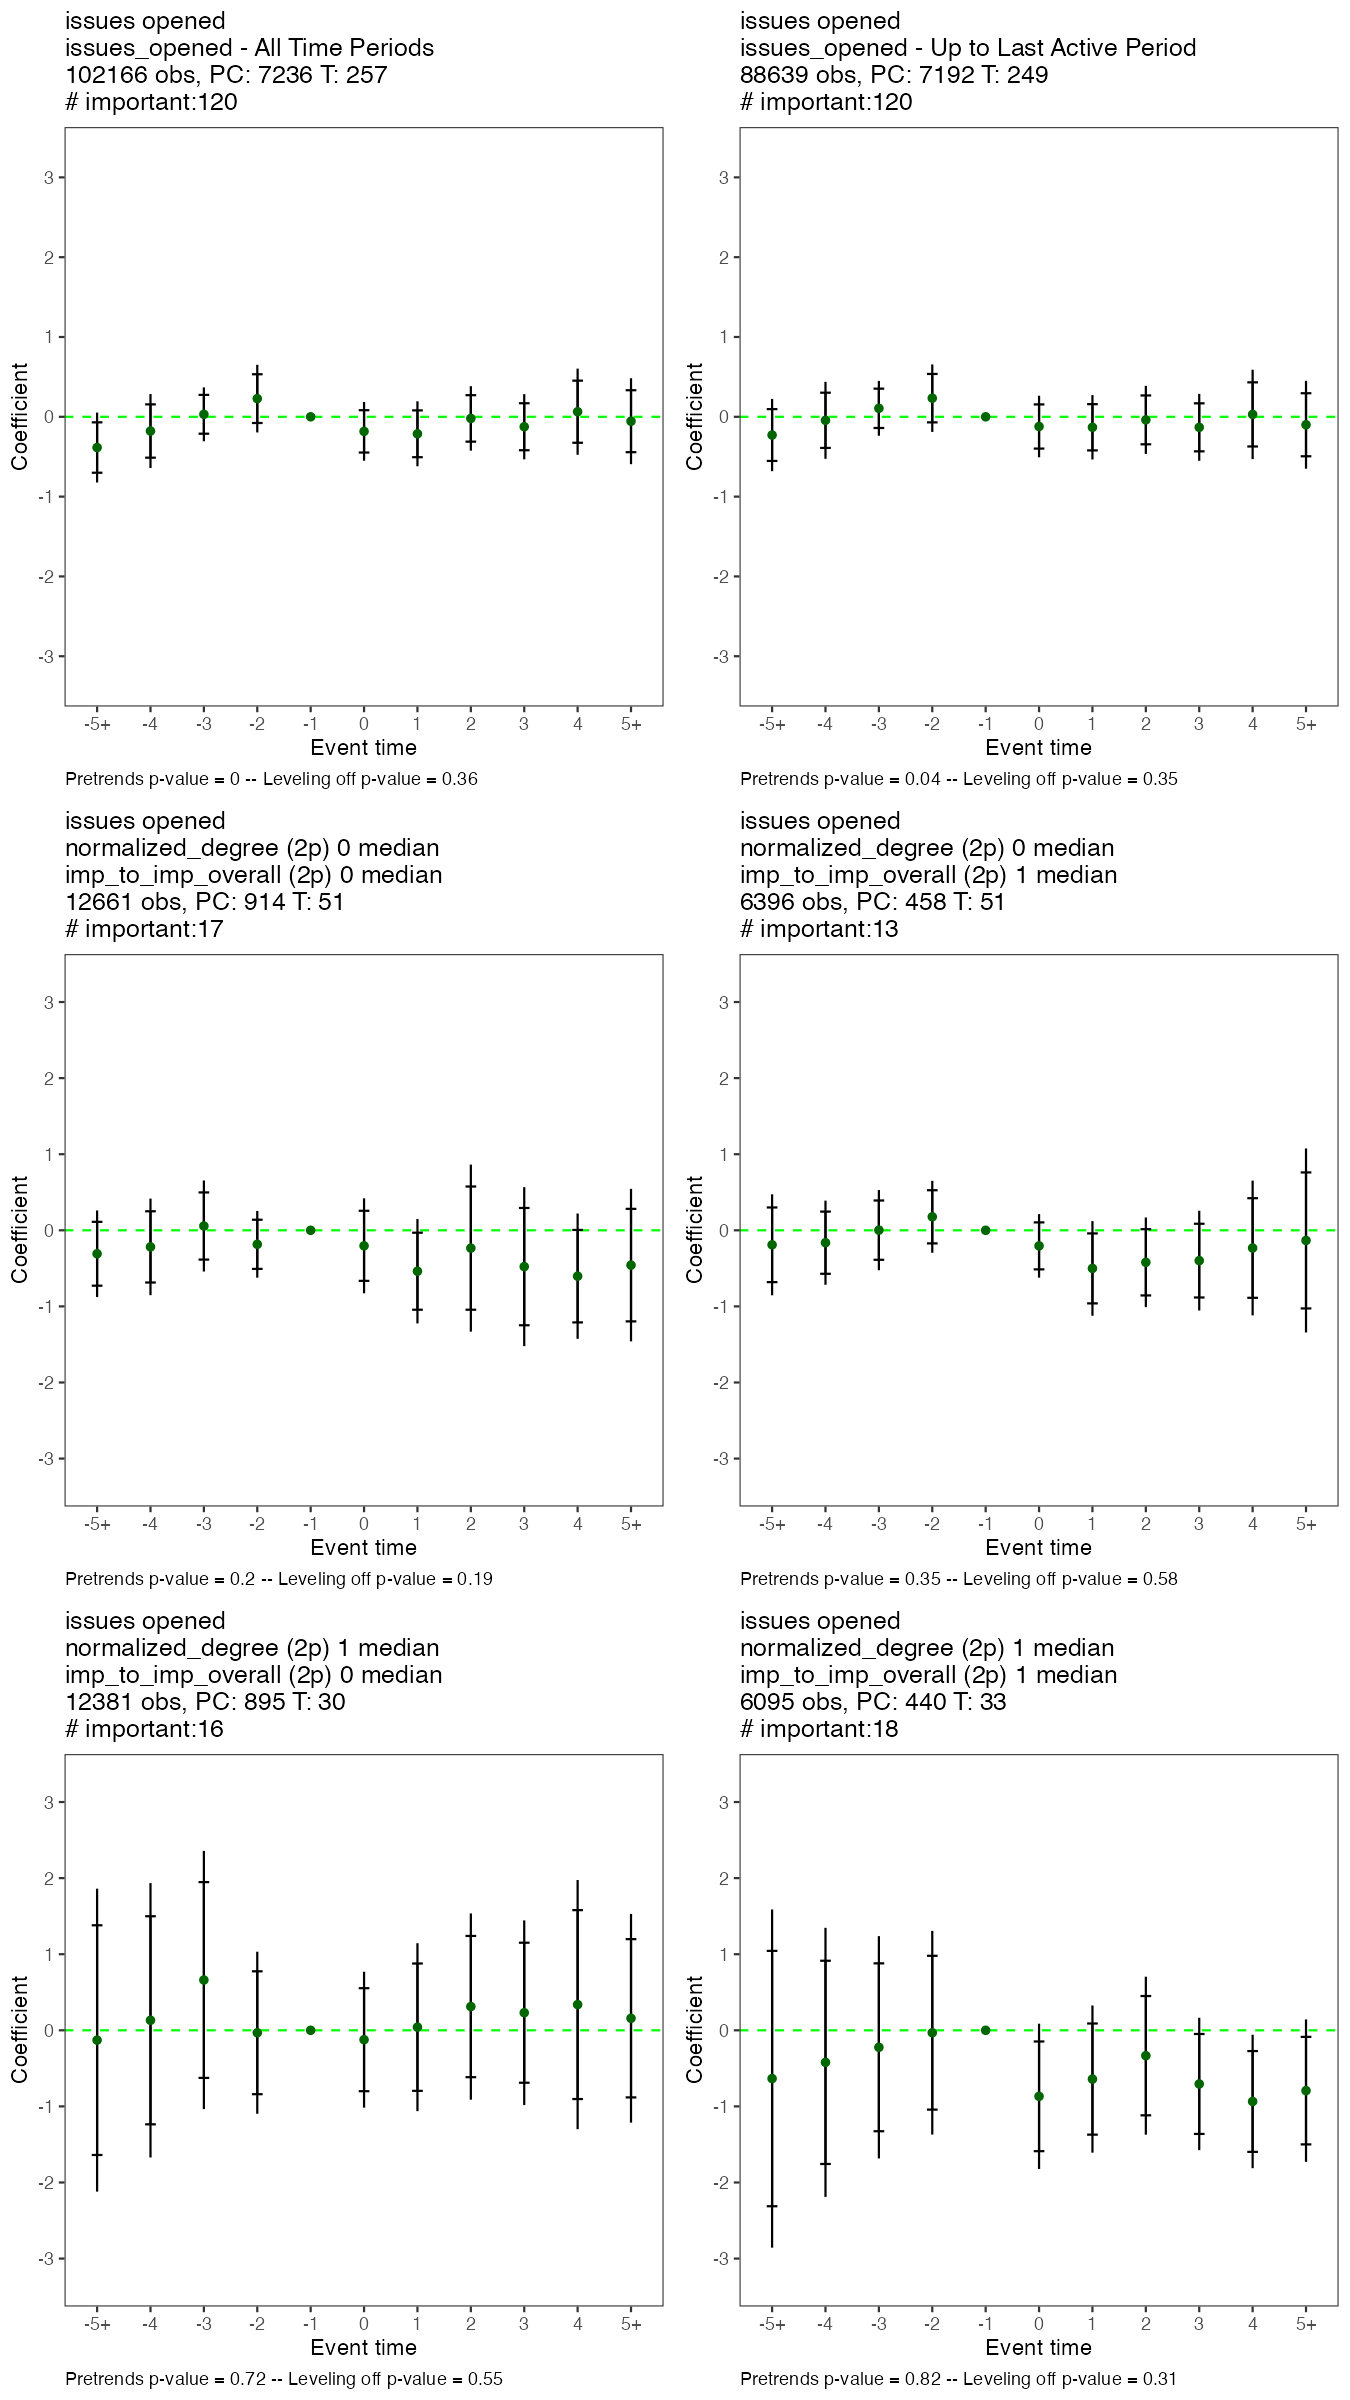 issues opened
issues_opened - All Time Periods
102166 obs, PC: 7236 T: 257
# important:120
3
2
1
0
-1
-2
-3
Coefficient
-5+ -4 -3 -2 -1 0 1 2 3 4 5+
Event time
Pretrends p-value = 0 -- Leveling off p-value = 0.36
issues opened
issues_opened - Up to Last Active Period
88639 obs, PC: 7192 T: 249
# important:120
3
2
1
0
-1
-2
-3
Coefficient
-5+ -4 -3 -2 -1 0 1 2 3 4 5+
Event time
Pretrends p-value = 0.04 -- Leveling off p-value = 0.35
issues opened
normalized_degree (2p) 0 median
imp_to_imp_overall (2p) 0 median
12661 obs, PC: 914 T: 51
# important:17
3
2
1
0
-1
-2
-3
Coefficient
-5+ -4 -3 -2 -1 0 1 2 3 4 5+
Event time
Pretrends p-value = 0.2 -- Leveling off p-value = 0.19
issues opened
normalized_degree (2p) 0 median
imp_to_imp_overall (2p) 1 median
6396 obs, PC: 458 T: 51
# important:13
3
2
1
0
-1
-2
-3
Coefficient
-5+ -4 -3 -2 -1 0 1 2 3 4 5+
Event time
Pretrends p-value = 0.35 -- Leveling off p-value = 0.58
issues opened
normalized_degree (2p) 1 median
imp_to_imp_overall (2p) 0 median
12381 obs, PC: 895 T: 30
# important:16
3
2
1
0
-1
-2
-3
Coefficient
-5+ -4 -3 -2 -1 0 1 2 3 4 5+
Event time
Pretrends p-value = 0.72 -- Leveling off p-value = 0.55
issues opened
normalized_degree (2p) 1 median
imp_to_imp_overall (2p) 1 median
6095 obs, PC: 440 T: 33
# important:18
3
2
1
0
-1
-2
-3
Coefficient
-5+ -4 -3 -2 -1 0 1 2 3 4 5+
Event time
Pretrends p-value = 0.82 -- Leveling off p-value = 0.31